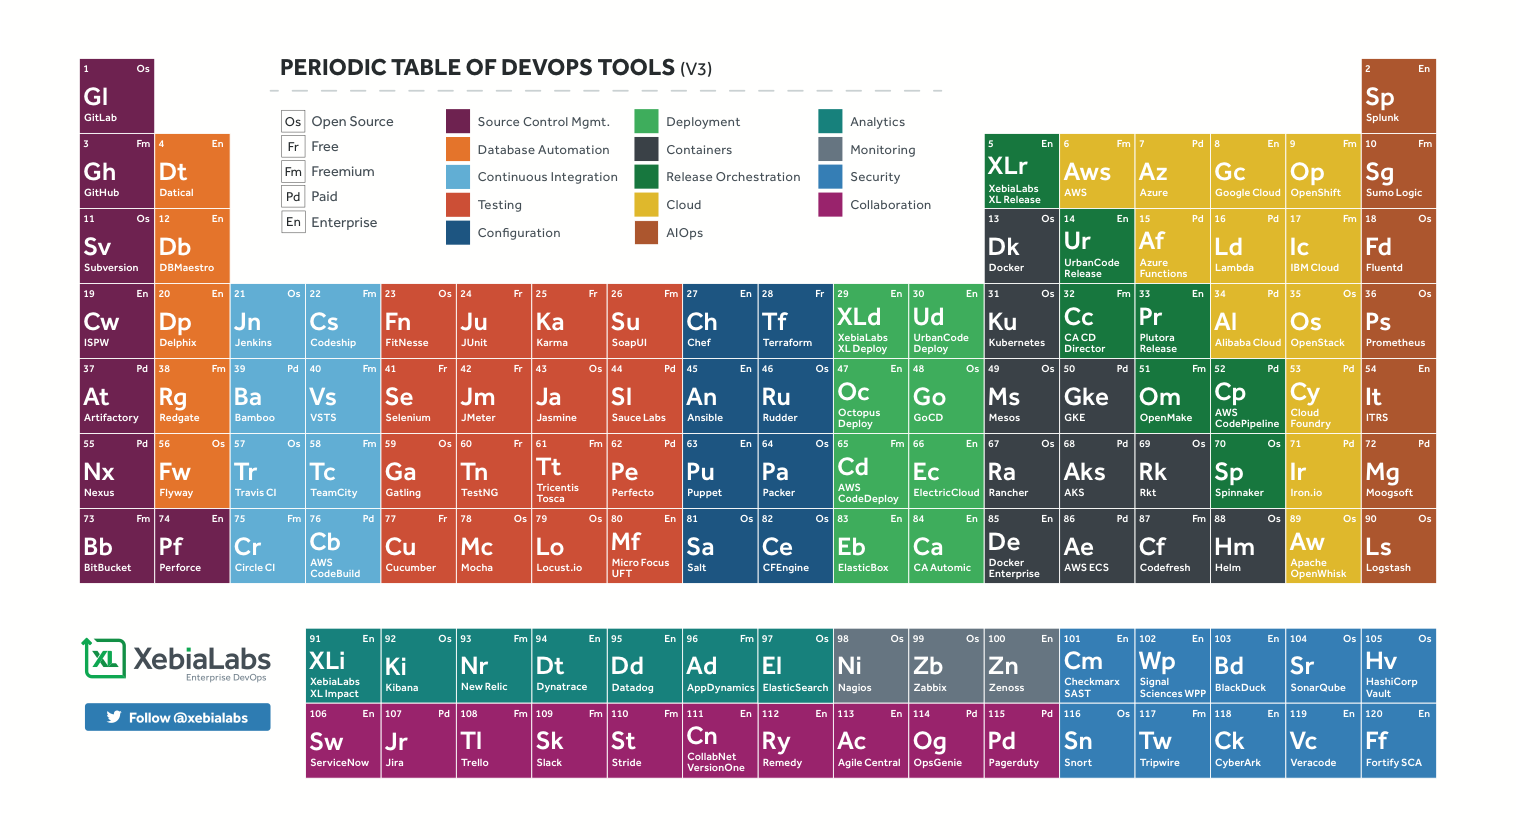 PERIODIC TABLE OF DEVOPS TOOLS (V3)
Os Open Source
Fr Free
Fm Freemium
Pd Paid
En Enterprise
Source Control Mgmt.
Database Automation
Continuous Integration
Testing
Configuration
Deployment
Containers
Release Orchestration
Cloud
AIOps
Analytics
Monitoring
Security
Collaboration
1 Os
Gl
GitLab
2 En
Sp
Splunk
3 Fm
Gh
GitHub
4 En
Dt
Datical
5 En
XLr
XebiaLabs
XL Release
6 Fm
Aws
AWS
7 Pd
Az
Azure
8 En
Gc
Google Cloud
9 Fm
Op
OpenShift
10 Fm
Sg
Sumo Logic
11 Os
Sv
Subversion
12 En
Db
DBMaestro
13 Os
Dk
Docker
14 En
Ur
UrbanCode
Release
15 Pd
Af
Azure
Functions
16 Pd
Ld
Lambda
17 Fm
Ic
IBM Cloud
18 Os
Fd
Fluentd
19 En
Cw
ISPW
20 En
Dp
Delphix
21 Os
Jn
Jenkins
22 Fm
Cs
Codeship
23 Os
Fn
FitNesse
24 Fr
Ju
JUnit
25 Fr
Ka
Karma
26 Fm
Su
SoapUI
27 En
Ch
Chef
28 Fr
Tf
Terraform
29 En
XLd
XebiaLabs
XL Deploy
30 En
Ud
UrbanCode
Deploy
31 Os
Ku
Kubernetes
32 Fm
Cc
CA CD
Director
33 En
Pr
Plutora
Release
34 Pd
Al
Alibaba Cloud
35 Os
Os
OpenStack
36 Os
Ps
Prometheus
37 Pd
At
Artifactory
38 Fm
Rg
Redgate
39 Pd
Ba
Bamboo
40 Fm
Vs
VSTS
41 Fr
Se
Selenium
42 Fr
Jm
JMeter
43 Os
Ja
Jasmine
44 Pd
Sl
Sauce Labs
45 En
An
Ansible
46 Os
Ru
Rudder
47 En
Oc
Octopus
Deploy
48 Os
Go
GoCD
49 Os
Ms
Mesos
50 Pd
Gke
GKE
51 Fm
Om
OpenMake
52 Pd
Cp
AWS
CodePipeline
53 Pd
Cy
Cloud
Foundry
54 En
It
ITRS
55 Pd
Nx
Nexus
56 Os
Fw
Flyway
57 Os
Tr
Travis CI
58 Fm
Tc
TeamCity
59 Os
Ga
Gatling
60 Fr
Tn
TestNG
61 Fm
Tt
Tricentis
Tosca
62 Pd
Pe
Perfecto
63 En
Pu
Puppet
64 Os
Pa
Packer
65 Fm
Cd
AWS
CodeDeploy
66 En
Ec
ElectricCloud
67 Os
Ra
Rancher
68 Pd
Aks
AKS
69 Os
Rk
Rkt
70 Os
Sp
Spinnaker
71 Pd
Ir
Iron.io
72 Pd
Mg
Moogsoft
73 Fm
Bb
BitBucket
74 En
Pf
Perforce
75 Fm
Cr
Circle CI
76 Pd
Cb
AWS
CodeBuild
77 Fr
Cu
Cucumber
78 Os
Mc
Mocha
79 Os
Lo
Locust.io
80 En
Mf
Micro Focus
UFT
81 Os
Sa
Salt
82 Os
Ce
CFEngine
83 En
Eb
ElasticBox
84 En
Ca
CA Automic
85 En
De
Docker
Enterprise
86 Pd
Ae
AWS ECS
87 Fm
Cf
Codefresh
88 Os
Hm
Helm
89 Os
Aw
Apache
OpenWhisk
90 Os
Ls
Logstash
XL XebiaLabs
Enterprise DevOps
Follow @xebialabs
91 En
XLi
XebiaLabs
XL Impact
92 Os
Ki
Kibana
93 Fm
Nr
New Relic
94 En
Dt
Dynatrace
95 En
Dd
Datadog
96 Fm
Ad
AppDynamics
97 Os
El
ElasticSearch
98 Os
Ni
Nagios
99 Os
Zb
Zabbix
100 En
Zn
Zenoss
101 En
Cm
Checkmarx
SAST
102 En
Wp
Signal
Sciences WPP
103 En
Bd
BlackDuck
104 Os
Sr
SonarQube
105 Os
Hv
HashiCorp
Vault
106 En
Sw
ServiceNow
107 Pd
Jr
Jira
108 Fm
Tl
Trello
109 Fm
Sk
Slack
110 Fm
St
Stride
111 En
Cn
CollabNet
VersionOne
112 En
Ry
Remedy
113 En
Ac
Agile Central
114 Pd
Og
OpsGenie
115 Pd
Pd
Pagerduty
116 Os
Sn
Snort
117 Fm
Tw
Tripwire
118 En
Ck
CyberArk
119 En
Vc
Veracode
120 En
Ff
Fortify SCA